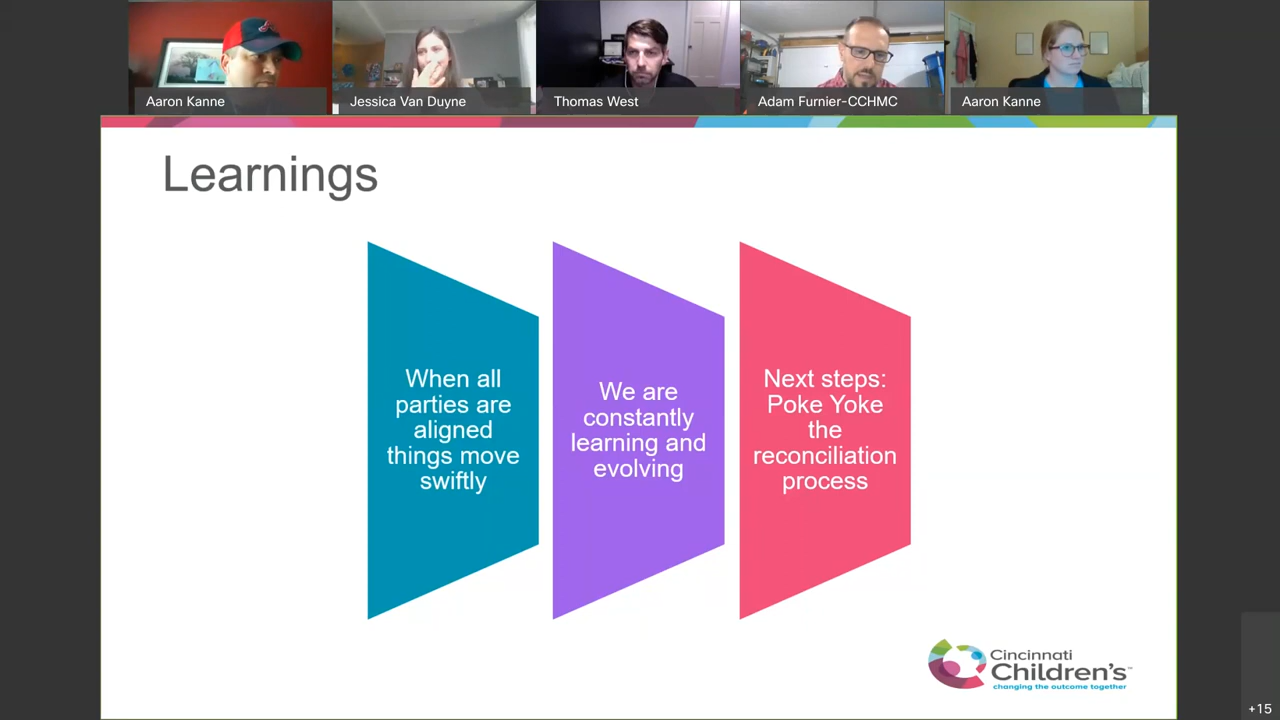 Aaron Kanne
Jessica Van Duyne
Thomas West
Adam Furnier-CCHMC
Aaron Kanne
Learnings
When all
parties are
aligned
things move
swiftly
We are
constantly
learning and
evolving
Next steps:
Poke Yoke
the
reconciliation
process
Cincinnati
Children's™
changing the outcome together
+15